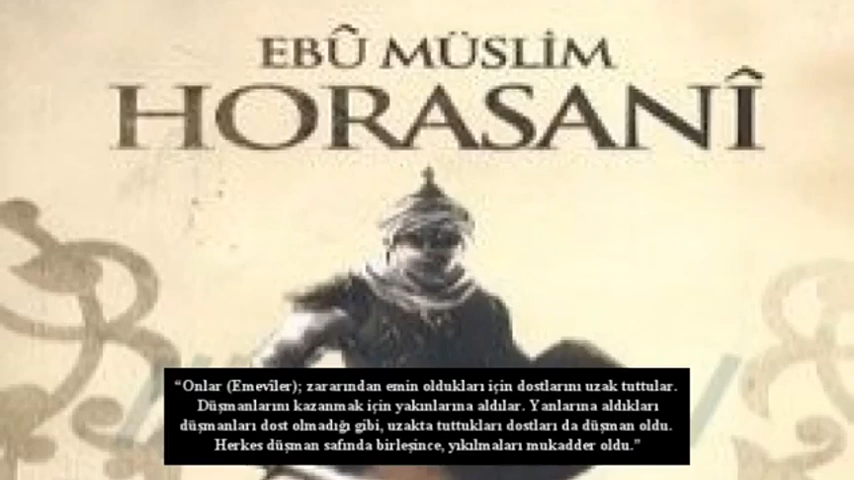 EBÛ MÜSLİM
HORASANÎ
“Onlar (Emevîler); zararından emin oldukları için dostlarını uzak tuttular.
Düşmanlarını kazanmak için yakınlarına aldılar. Yanlarına aldıkları
düşmanları dost olmadığı gibi, uzakta tuttukları dostları da düşman oldu.
Herkes düşman safında birleşince, yıkılmaları mukadder oldu.”